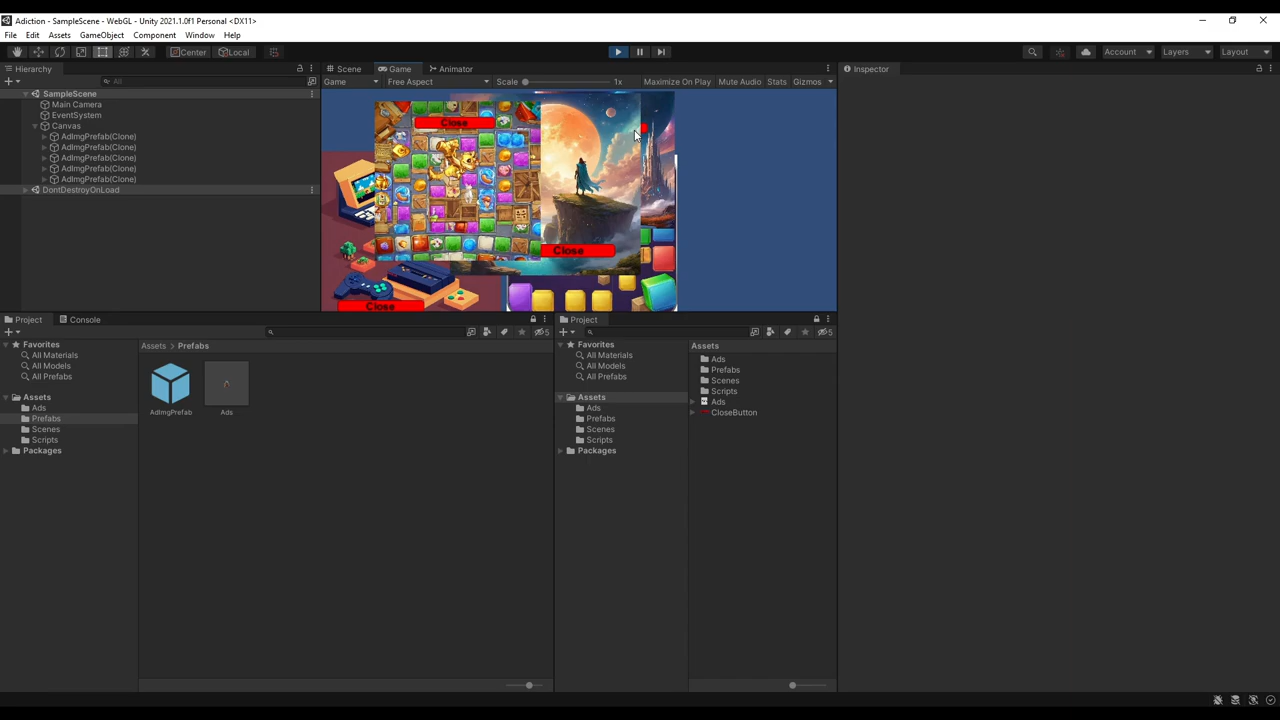 Adiction - SampleScene - WebGL - Unity 2021.1.0f1 Personal <DX11>
File Edit Assets GameObject Component Window Help
Center Local Account Layers Layout
Hierarchy Scene Game Animator Inspector
All Game Free Aspect Scale 1x Maximize On Play Mute Audio Stats Gizmos
SampleScene
Main Camera
EventSystem
Canvas
AdImgPrefab(Clone)
AdImgPrefab(Clone)
AdImgPrefab(Clone)
AdImgPrefab(Clone)
AdImgPrefab(Clone)
DontDestroyOnLoad
Close
Close
Close
Project Console
5
Favorites
All Materials
All Models
All Prefabs
Assets
Ads
Prefabs
Scenes
Scripts
Packages
Assets > Prefabs
AdImgPrefab Ads
Project
5
Favorites
All Materials
All Models
All Prefabs
Assets
Ads
Prefabs
Scenes
Scripts
Packages
Assets
Ads
Prefabs
Scenes
Scripts
Ads
CloseButton